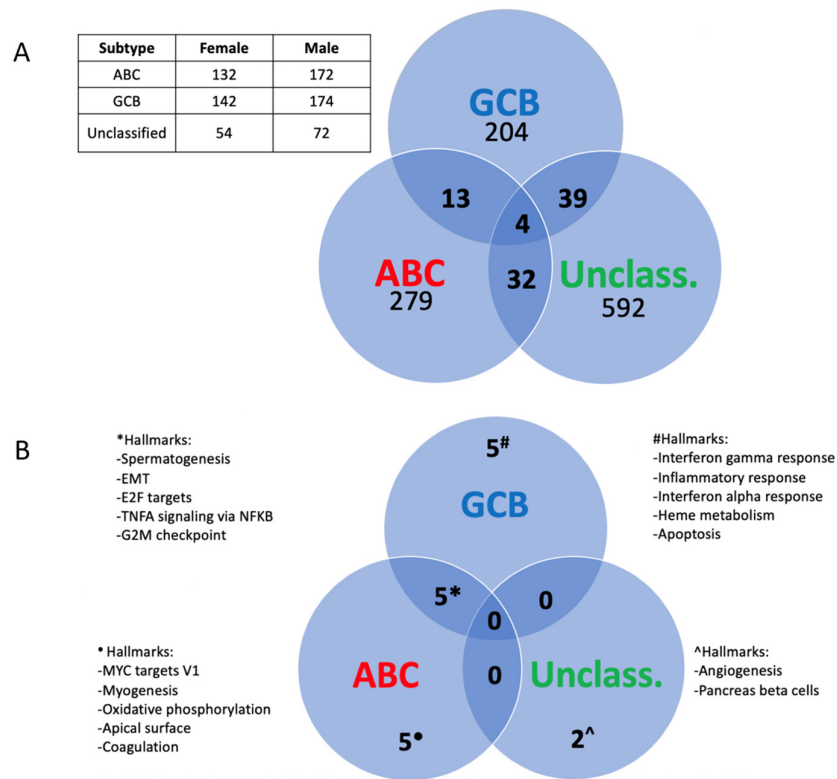 A
Subtype Female Male
ABC 132 172
GCB 142 174
Unclassified 54 72
GCB
204
13
39
4
ABC
279
32
Unclass.
592
B
*Hallmarks:
-Spermatogenesis
-EMT
-E2F targets
-TNFA signaling via NFKB
-G2M checkpoint
5#
GCB
#Hallmarks:
-Interferon gamma response
-Inflammatory response
-Interferon alpha response
-Heme metabolism
-Apoptosis
5*
0
0
ABC
0
Unclass.
5•
2^
• Hallmarks:
-MYC targets V1
-Myogenesis
-Oxidative phosphorylation
-Apical surface
-Coagulation
^Hallmarks:
-Angiogenesis
-Pancreas beta cells